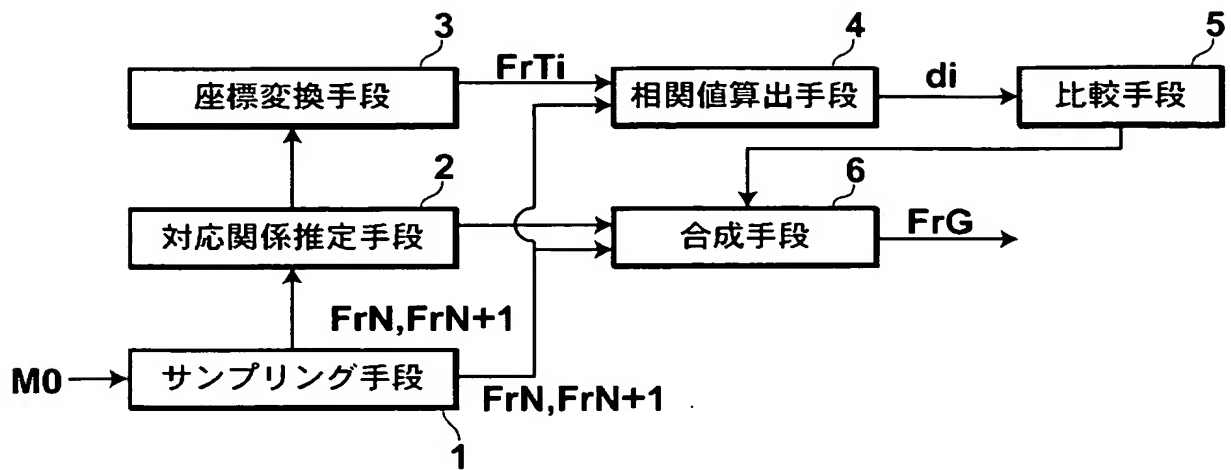 3
4
5
座標変換手段
FrTi
相関値算出手段
di
比較手段
2
6
対応関係推定手段
合成手段
FrG
FrN,FrN+1
M0
サンプリング手段
FrN,FrN+1
1